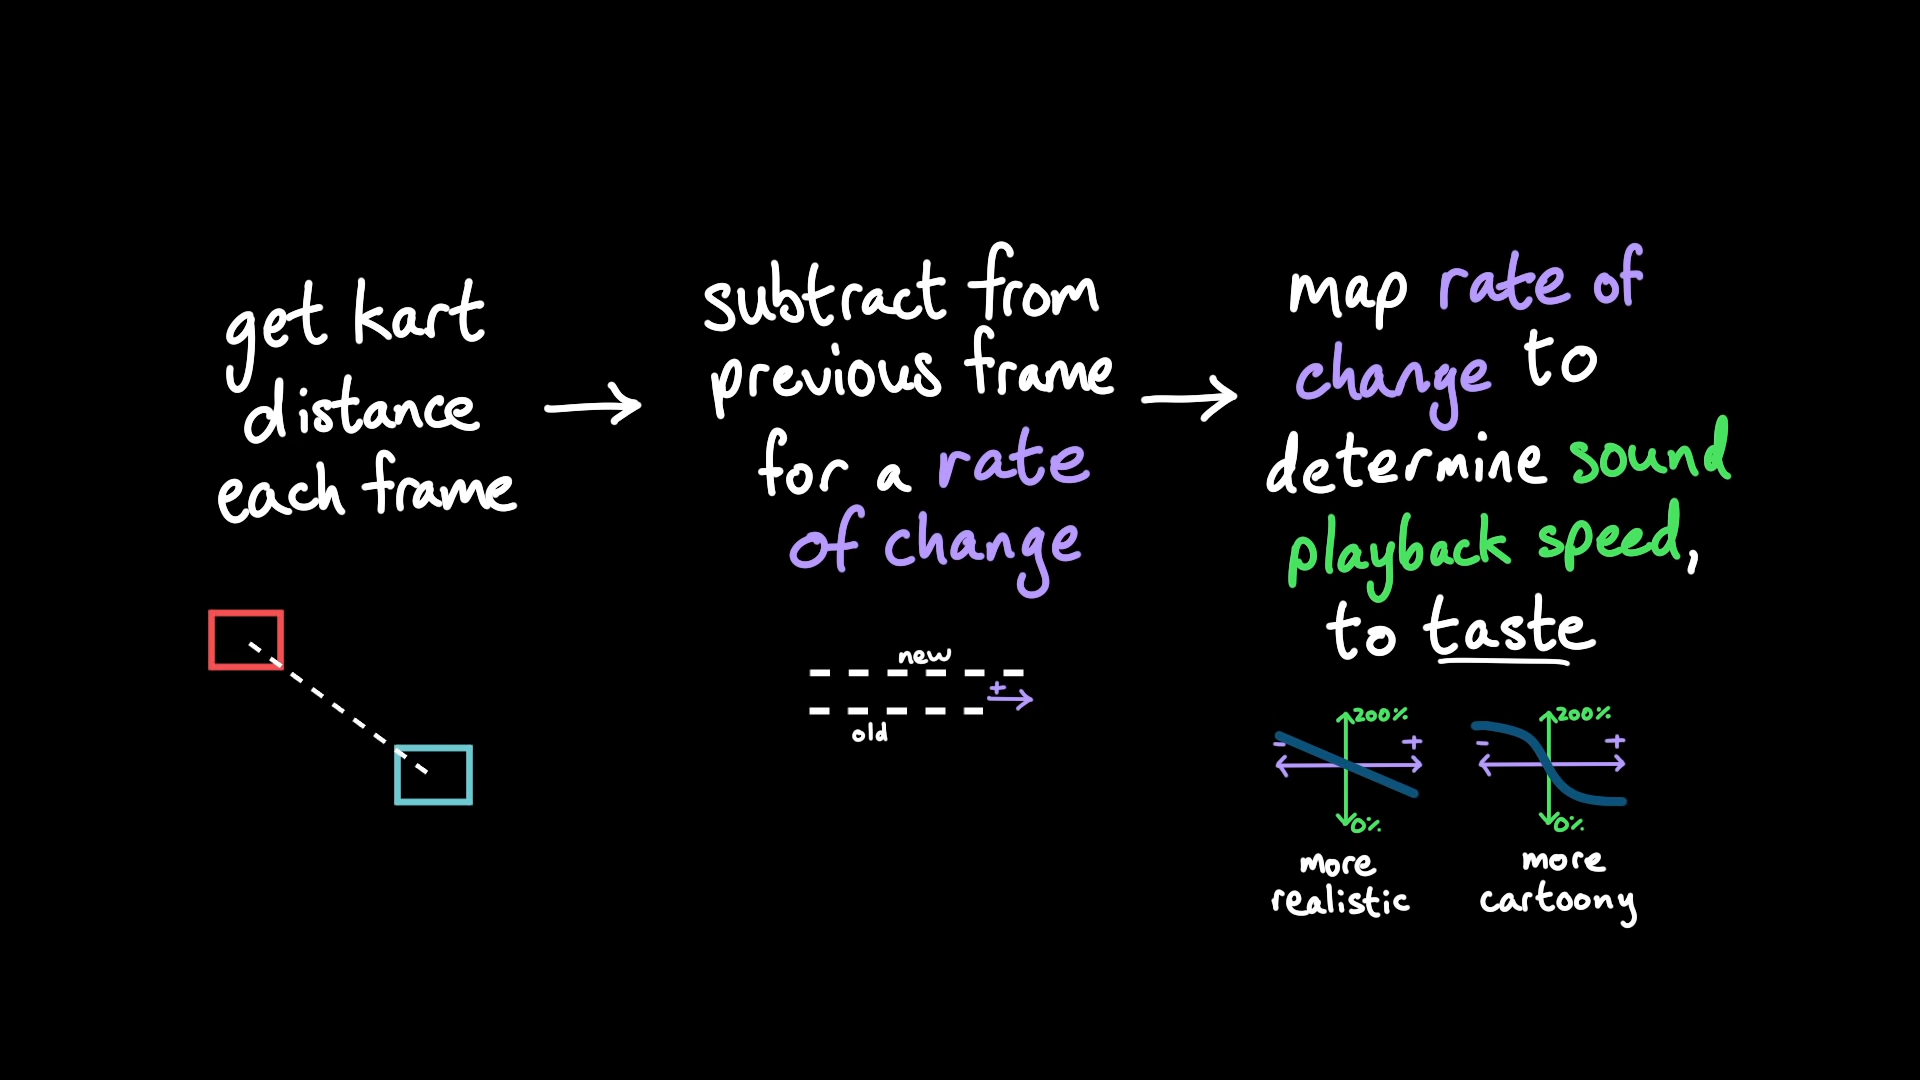 get kart
distance
each frame
subtract from
previous frame
for a rate
of change
new
+
old
map rate of
change to
determine sound
playback speed,
to taste
200%
- +
0%
more
realistic
200%
- +
0%
more
cartoony